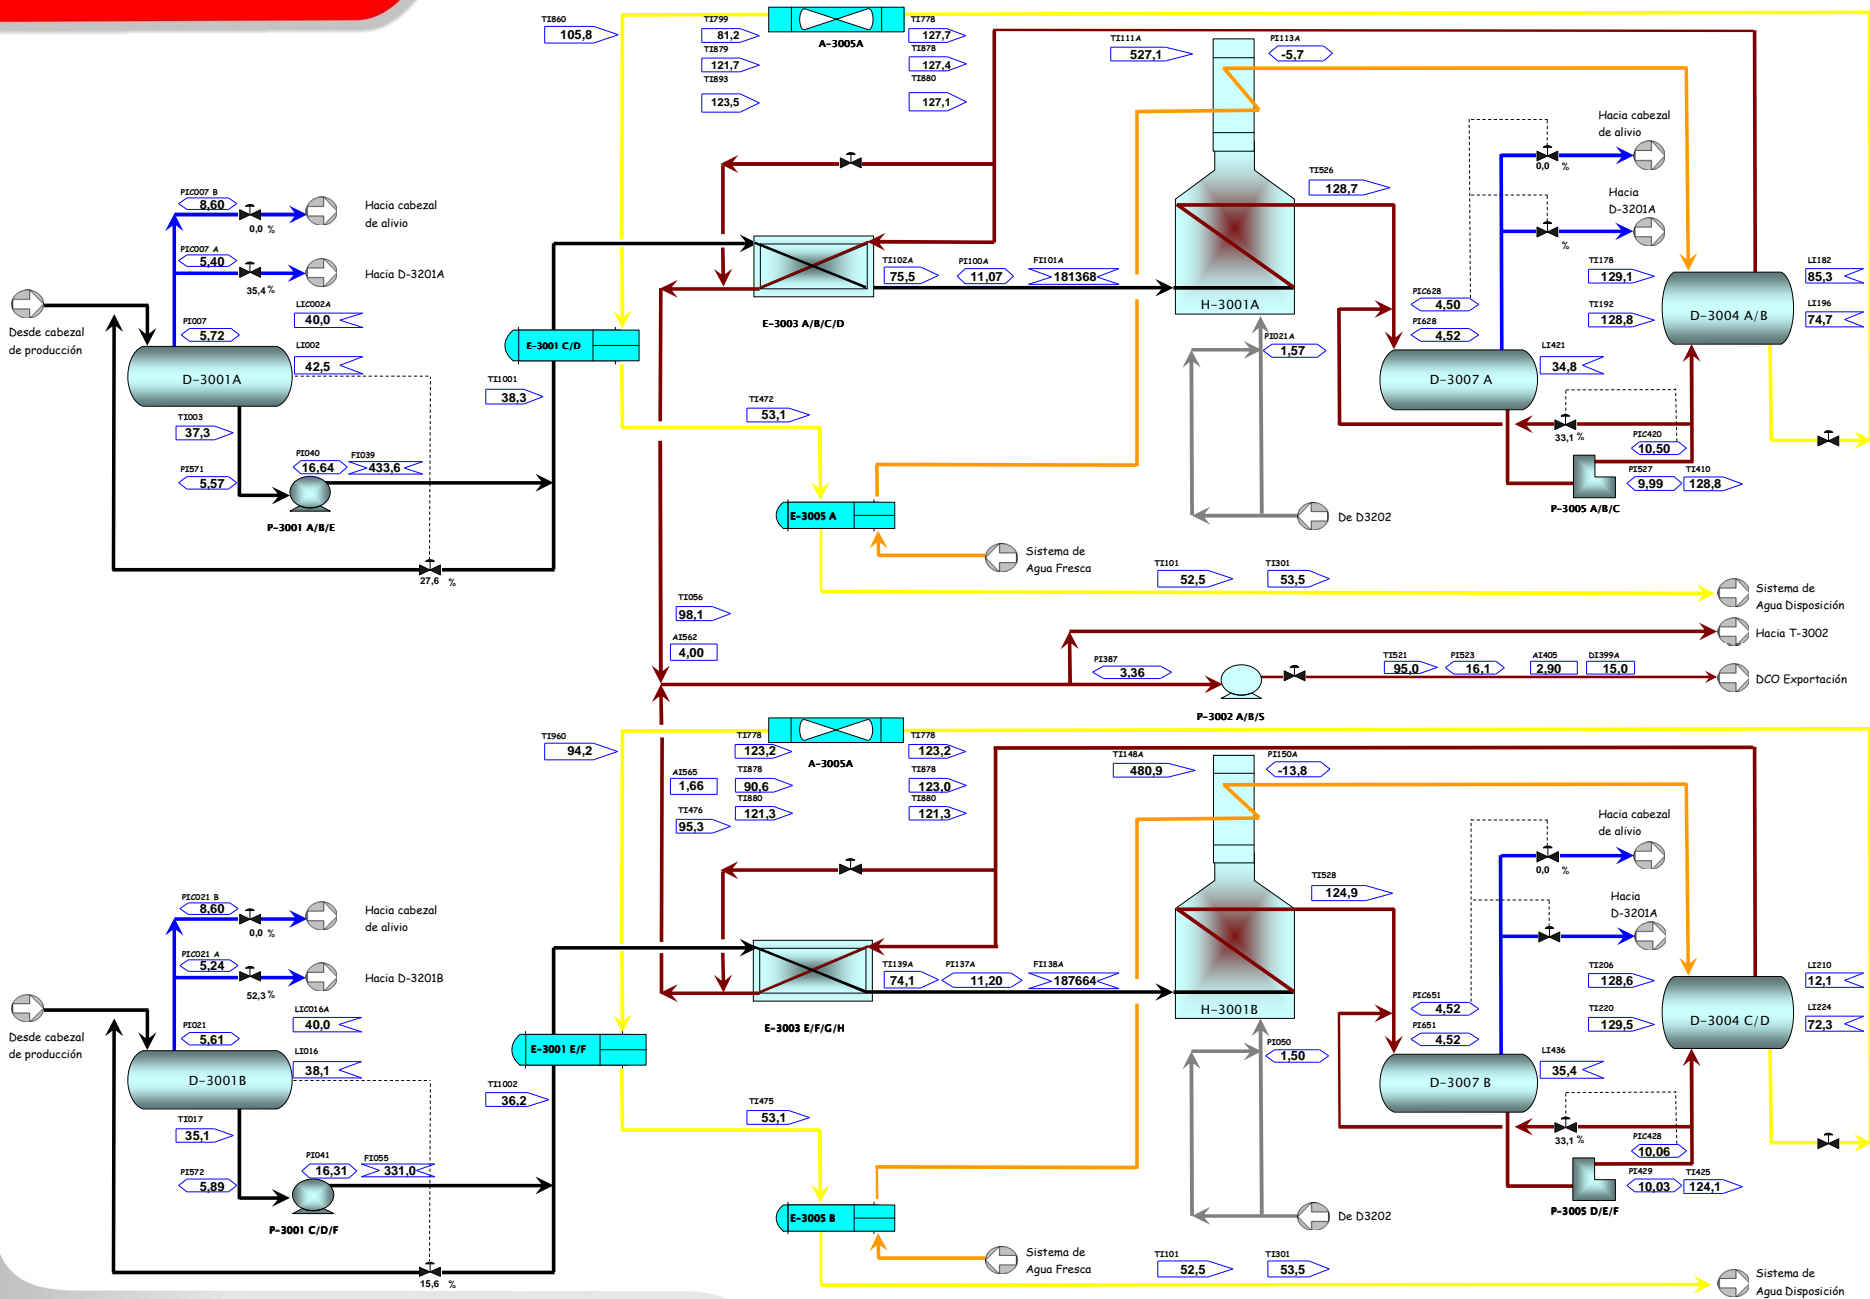 TI860
105,8
TI799
81,2
TI879
121,7
TI893
123,5
A-3005A
TI778
127,7
TI878
127,4
TI880
127,1
TI111A
527,1
PI113A
-5,7
Hacia cabezal
de alivio
0,0 %
TI526
128,7
Hacia
D-3201A
%
PIC007 B
8,60
0,0 %
Hacia cabezal
de alivio
PIC007 A
5,40
35,4 %
Hacia D-3201A
Desde cabezal
de producción
PI007
5,72
LIC002A
40,0
LI002
42,5
D-3001A
TI003
37,3
PI571
5,57
PI040
16,64
FI039
433,6
P-3001 A/B/E
27,6 %
E-3001 C/D
TI1001
38,3
E-3003 A/B/C/D
TI102A
75,5
PI100A
11,07
FI101A
181368
H-3001A
PI021A
1,57
PIC628
4,50
PI628
4,52
D-3007 A
LI421
34,8
TI178
129,1
TI192
128,8
D-3004 A/B
LI182
85,3
LI196
74,7
33,1 %
PIC420
10,50
PI527
9,99
TI410
128,8
P-3005 A/B/C
TI472
53,1
E-3005 A
De D3202
Sistema de
Agua Fresca
TI101
52,5
TI301
53,5
Sistema de
Agua Disposición
TI056
98,1
AI562
4,00
Hacia T-3002
PI387
3,36
P-3002 A/B/S
TI521
95,0
PI523
16,1
AI405
2,90
DI399A
15,0
DCO Exportación
TI960
94,2
AI565
1,66
TI476
95,3
TI778
123,2
TI878
90,6
TI880
121,3
A-3005A
TI778
123,2
TI878
123,0
TI880
121,3
TI148A
480,9
PI150A
-13,8
Hacia cabezal
de alivio
0,0 %
TI528
124,9
Hacia
D-3201A
PIC021 B
8,60
0,0 %
Hacia cabezal
de alivio
PIC021 A
5,24
52,3 %
Hacia D-3201B
Desde cabezal
de producción
PI021
5,61
LIC016A
40,0
LI016
38,1
D-3001B
TI017
35,1
PI572
5,89
PI041
16,31
FI055
331,0
P-3001 C/D/F
15,6 %
E-3001 E/F
TI1002
36,2
E-3003 E/F/G/H
TI139A
74,1
PI137A
11,20
FI138A
187664
H-3001B
PI050
1,50
PIC651
4,52
PI651
4,52
D-3007 B
LI436
35,4
TI206
128,6
TI220
129,5
D-3004 C/D
LI210
12,1
LI224
72,3
33,1 %
PIC428
10,06
PI429
10,03
TI425
124,1
P-3005 D/E/F
TI475
53,1
E-3005 B
De D3202
Sistema de
Agua Fresca
TI101
52,5
TI301
53,5
Sistema de
Agua Disposición